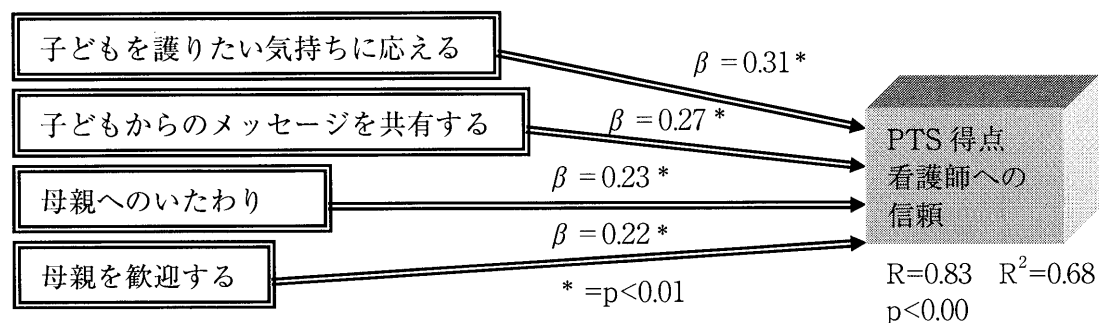 子どもを護りたい気持ちに応える
β=0.31*
子どもからのメッセージを共有する
β=0.27*
母親へのいたわり
β=0.23*
母親を歓迎する
β=0.22*
*=p<0.01
PTS得点
看護師への
信頼
R=0.83 R²=0.68
p<0.00